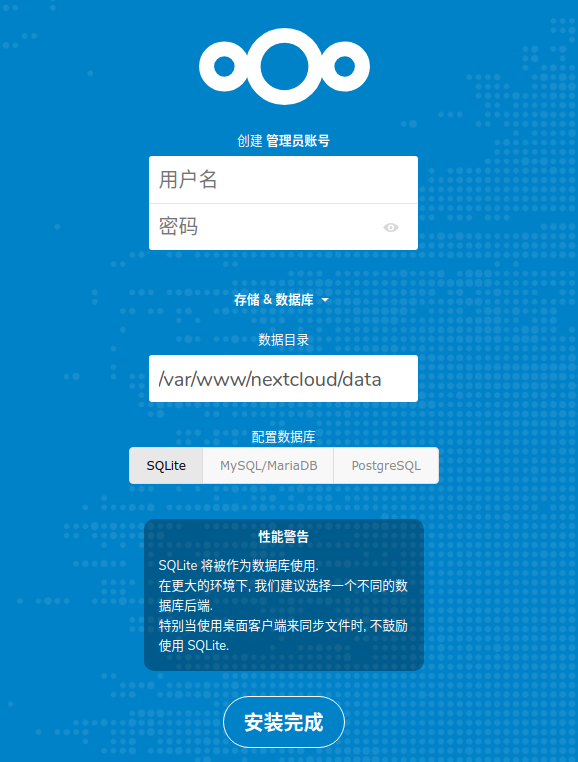 创建 管理员账号
用户名
密码
存储 & 数据库
数据目录
/var/www/nextcloud/data
配置数据库
SQLite MySQL/MariaDB PostgreSQL
性能警告
SQLite 将被作为数据库使用.
在更大的环境下, 我们建议选择一个不同的数
据库后端.
特别当使用桌面客户端来同步文件时, 不鼓励
使用 SQLite.
安装完成